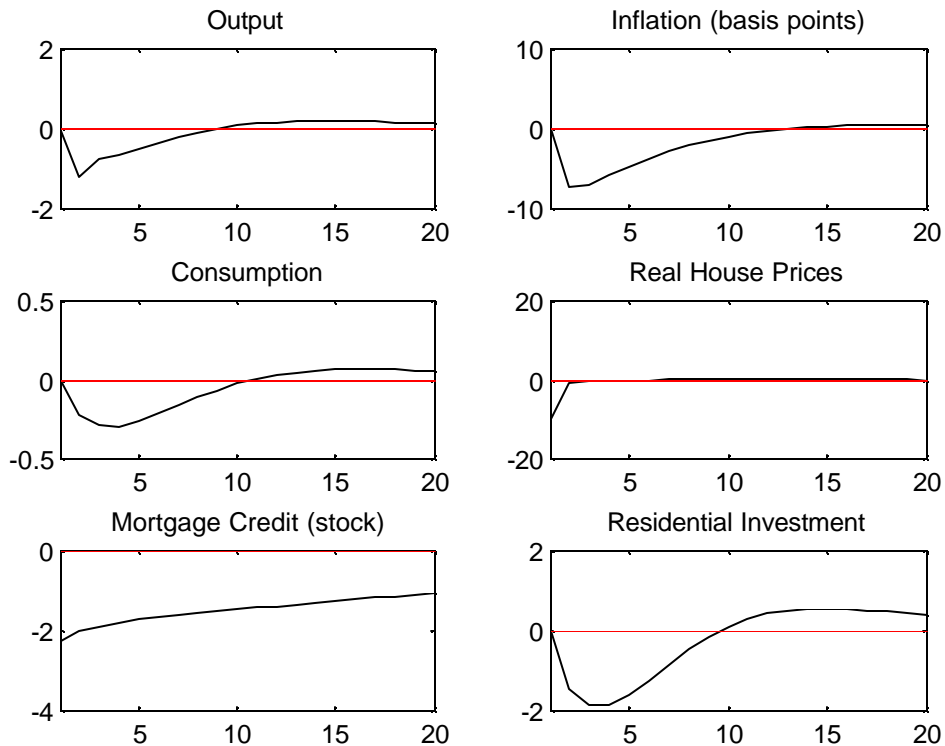 Output
2
0
-2
5 10 15 20
Inflation (basis points)
10
0
-10
5 10 15 20
Consumption
0.5
0
-0.5
5 10 15 20
Real House Prices
20
0
-20
5 10 15 20
Mortgage Credit (stock)
0
-2
-4
5 10 15 20
Residential Investment
2
0
-2
5 10 15 20